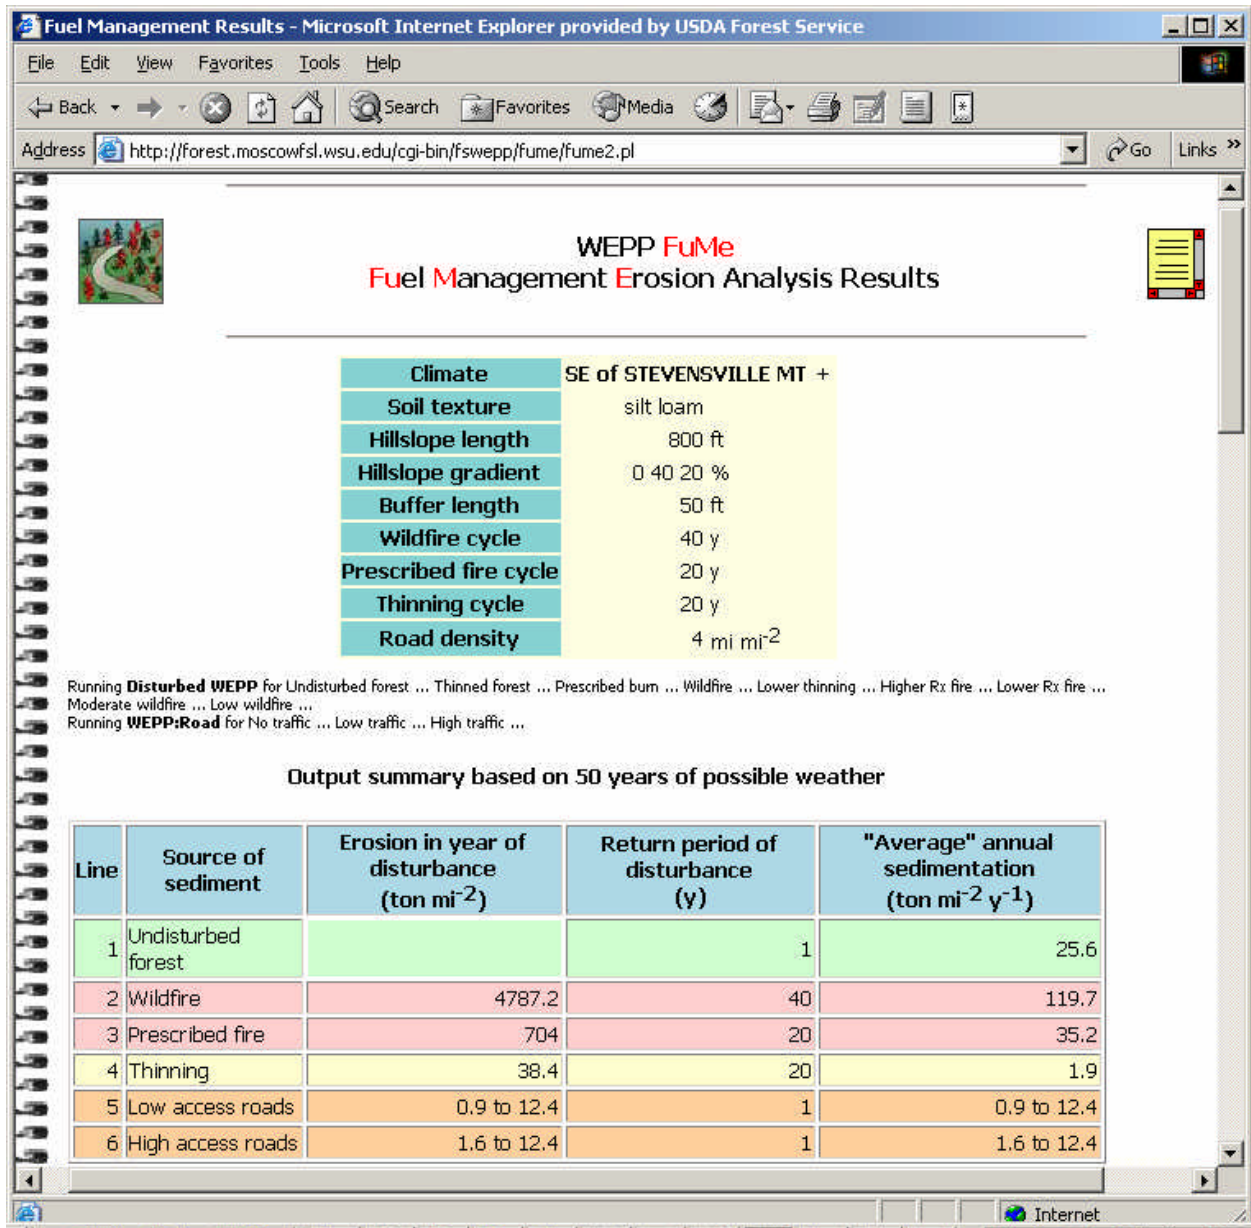 Fuel Management Results - Microsoft Internet Explorer provided by USDA Forest Service
File Edit View Favorites Tools Help
Back Search Favorites Media
Address http://forest.moscowfsl.wsu.edu/cgi-bin/fswepp/fume/fume2.pl Go Links »
WEPP FuMe
Fuel Management Erosion Analysis Results
Climate SE of STEVENSVILLE MT +
Soil texture silt loam
Hillslope length 800 ft
Hillslope gradient 0 40 20 %
Buffer length 50 ft
Wildfire cycle 40 y
Prescribed fire cycle 20 y
Thinning cycle 20 y
Road density 4 mi mi-2
Running Disturbed WEPP for Undisturbed forest ... Thinned forest ... Prescribed burn ... Wildfire ... Lower thinning ... Higher Rx fire ... Lower Rx fire ...
Moderate wildfire ... Low wildfire ...
Running WEPP:Road for No traffic ... Low traffic ... High traffic ...
Output summary based on 50 years of possible weather
Line Source of sediment Erosion in year of disturbance (ton mi-2) Return period of disturbance (y) "Average" annual sedimentation (ton mi-2 y-1)
1 Undisturbed forest 1 25.6
2 Wildfire 4787.2 40 119.7
3 Prescribed fire 704 20 35.2
4 Thinning 38.4 20 1.9
5 Low access roads 0.9 to 12.4 1 0.9 to 12.4
6 High access roads 1.6 to 12.4 1 1.6 to 12.4
Internet